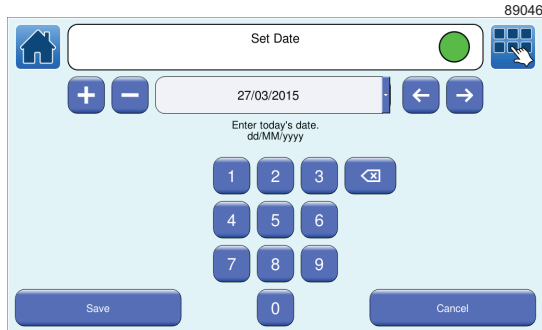 89046
Set Date
+ - 27/03/2015 ← →
Enter today's date.
dd/MM/yyyy
1 2 3
4 5 6
7 8 9
Save 0 Cancel